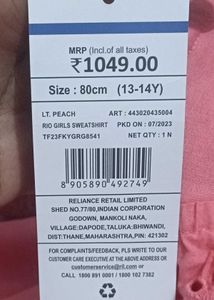 MRP (Incl.of all taxes)
₹1049.00
Size : 80cm (13-14Y)
LT. PEACH ART : 443020435004
RIO GIRLS SWEATSHIRT PKD ON : 07/2023
TF23FKYGRG8541 NET QTY : 1 N
8 905890 492749
RELIANCE RETAIL LIMITED
SHED NO.77/80,INDIAN CORPORATION
GODOWN, MANKOLI NAKA,
VILLAGE:DAPODE,TALUKA:BHIWANDI,
DIST:THANE,MAHARASHTRA,PIN: 421302
FOR COMPLAINTS/FEEDBACK, PLS WRITE TO
OUR CUSTOMER CARE EXECUTIVE AT THE ABOVE
ADDRESS or customerservice@ril.com or
CALL 1800 891 0001 / 1800 102 7382